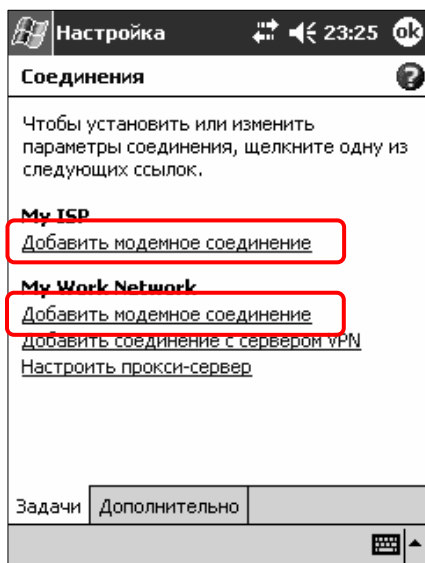 Настройка 23:25 ok
Соединения
Чтобы установить или изменить
параметры соединения, щелкните одну из
следующих ссылок.
My ISP
Добавить модемное соединение
My Work Network
Добавить модемное соединение
Добавить соединение с сервером VPN
Настроить прокси-сервер
Задачи Дополнительно